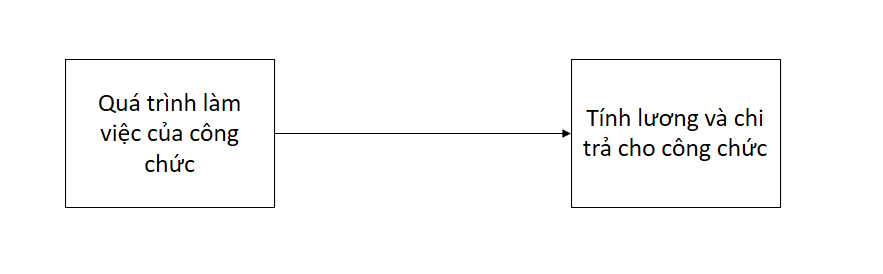 Quá trình làm
việc của công
chức
Tính lương và chi
trả cho công chức